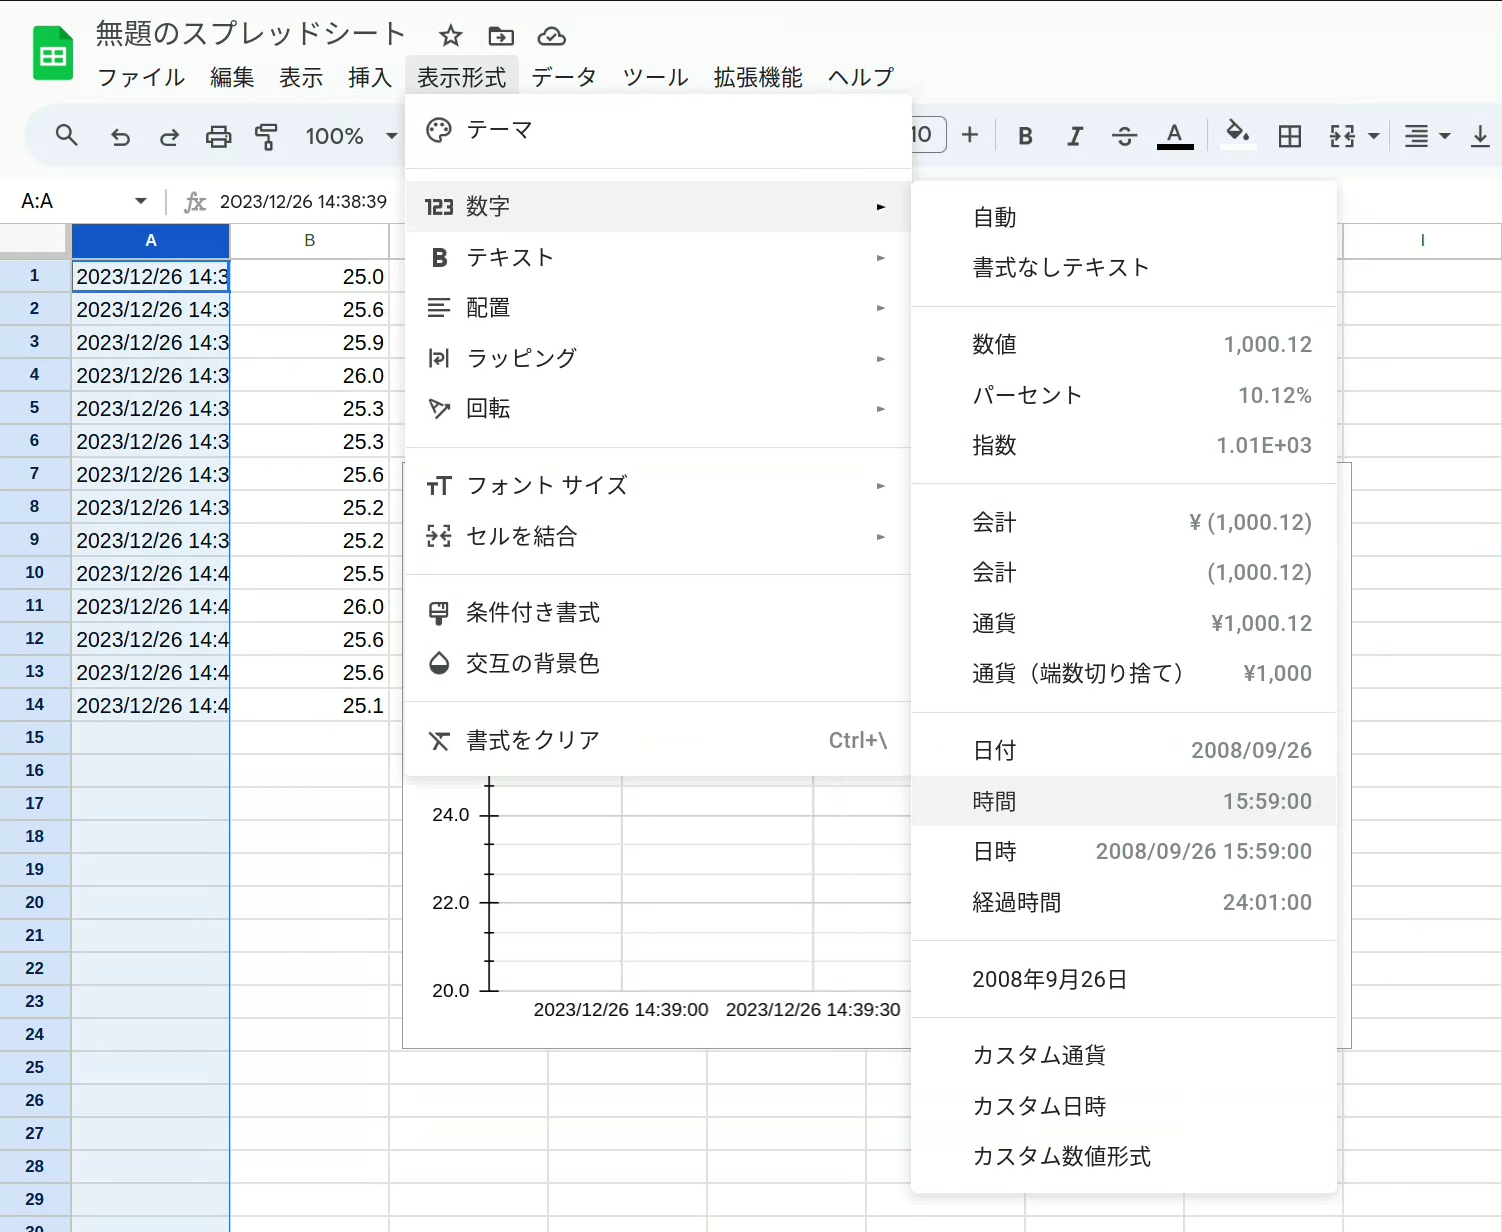 無題のスプレッドシート
ファイル 編集 表示 挿入 表示形式 データ ツール 拡張機能 ヘルプ
100% 10 + B I S A
A:A fx 2023/12/26 14:38:39
A B I
1 2023/12/26 14:3 25.0
2 2023/12/26 14:3 25.6
3 2023/12/26 14:3 25.9
4 2023/12/26 14:3 26.0
5 2023/12/26 14:3 25.3
6 2023/12/26 14:3 25.3
7 2023/12/26 14:3 25.6
8 2023/12/26 14:3 25.2
9 2023/12/26 14:3 25.2
10 2023/12/26 14:4 25.5
11 2023/12/26 14:4 26.0
12 2023/12/26 14:4 25.6
13 2023/12/26 14:4 25.6
14 2023/12/26 14:4 25.1
15
16
17
18
19
20
21
22
23
24
25
26
27
28
29
30
テーマ
123 数字
B テキスト
配置
ラッピング
回転
フォント サイズ
セルを結合
条件付き書式
交互の背景色
書式をクリア Ctrl+\
自動
書式なしテキスト
数値 1,000.12
パーセント 10.12%
指数 1.01E+03
会計 ¥ (1,000.12)
会計 (1,000.12)
通貨 ¥1,000.12
通貨（端数切り捨て） ¥1,000
日付 2008/09/26
時間 15:59:00
日時 2008/09/26 15:59:00
経過時間 24:01:00
2008年9月26日
カスタム通貨
カスタム日時
カスタム数値形式
24.0
22.0
20.0
2023/12/26 14:39:00 2023/12/26 14:39:30